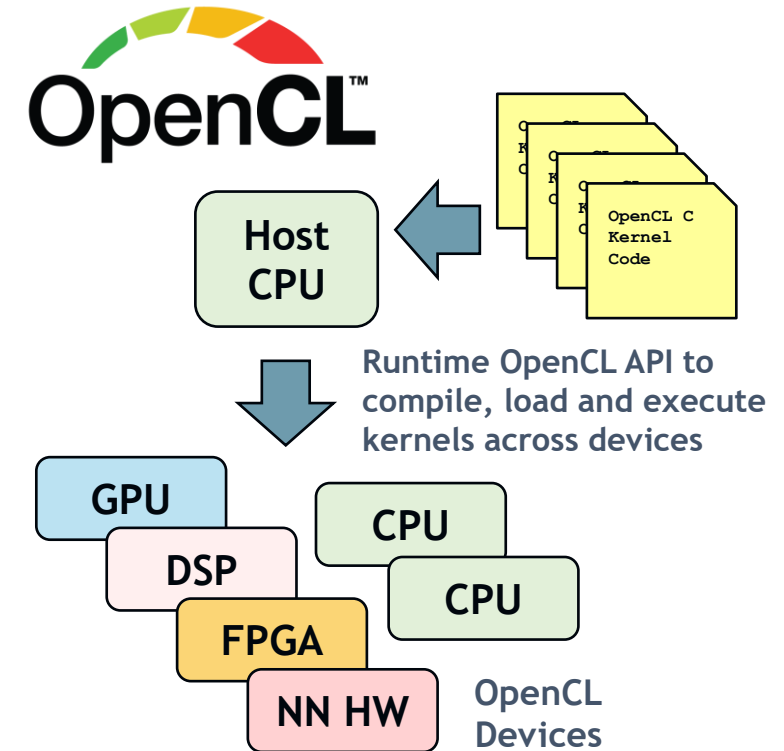 OpenCL™
Host
CPU
OpenCL C
Kernel
Code
Runtime OpenCL API to
compile, load and execute
kernels across devices
GPU
DSP
FPGA
NN HW
CPU
CPU
OpenCL
Devices